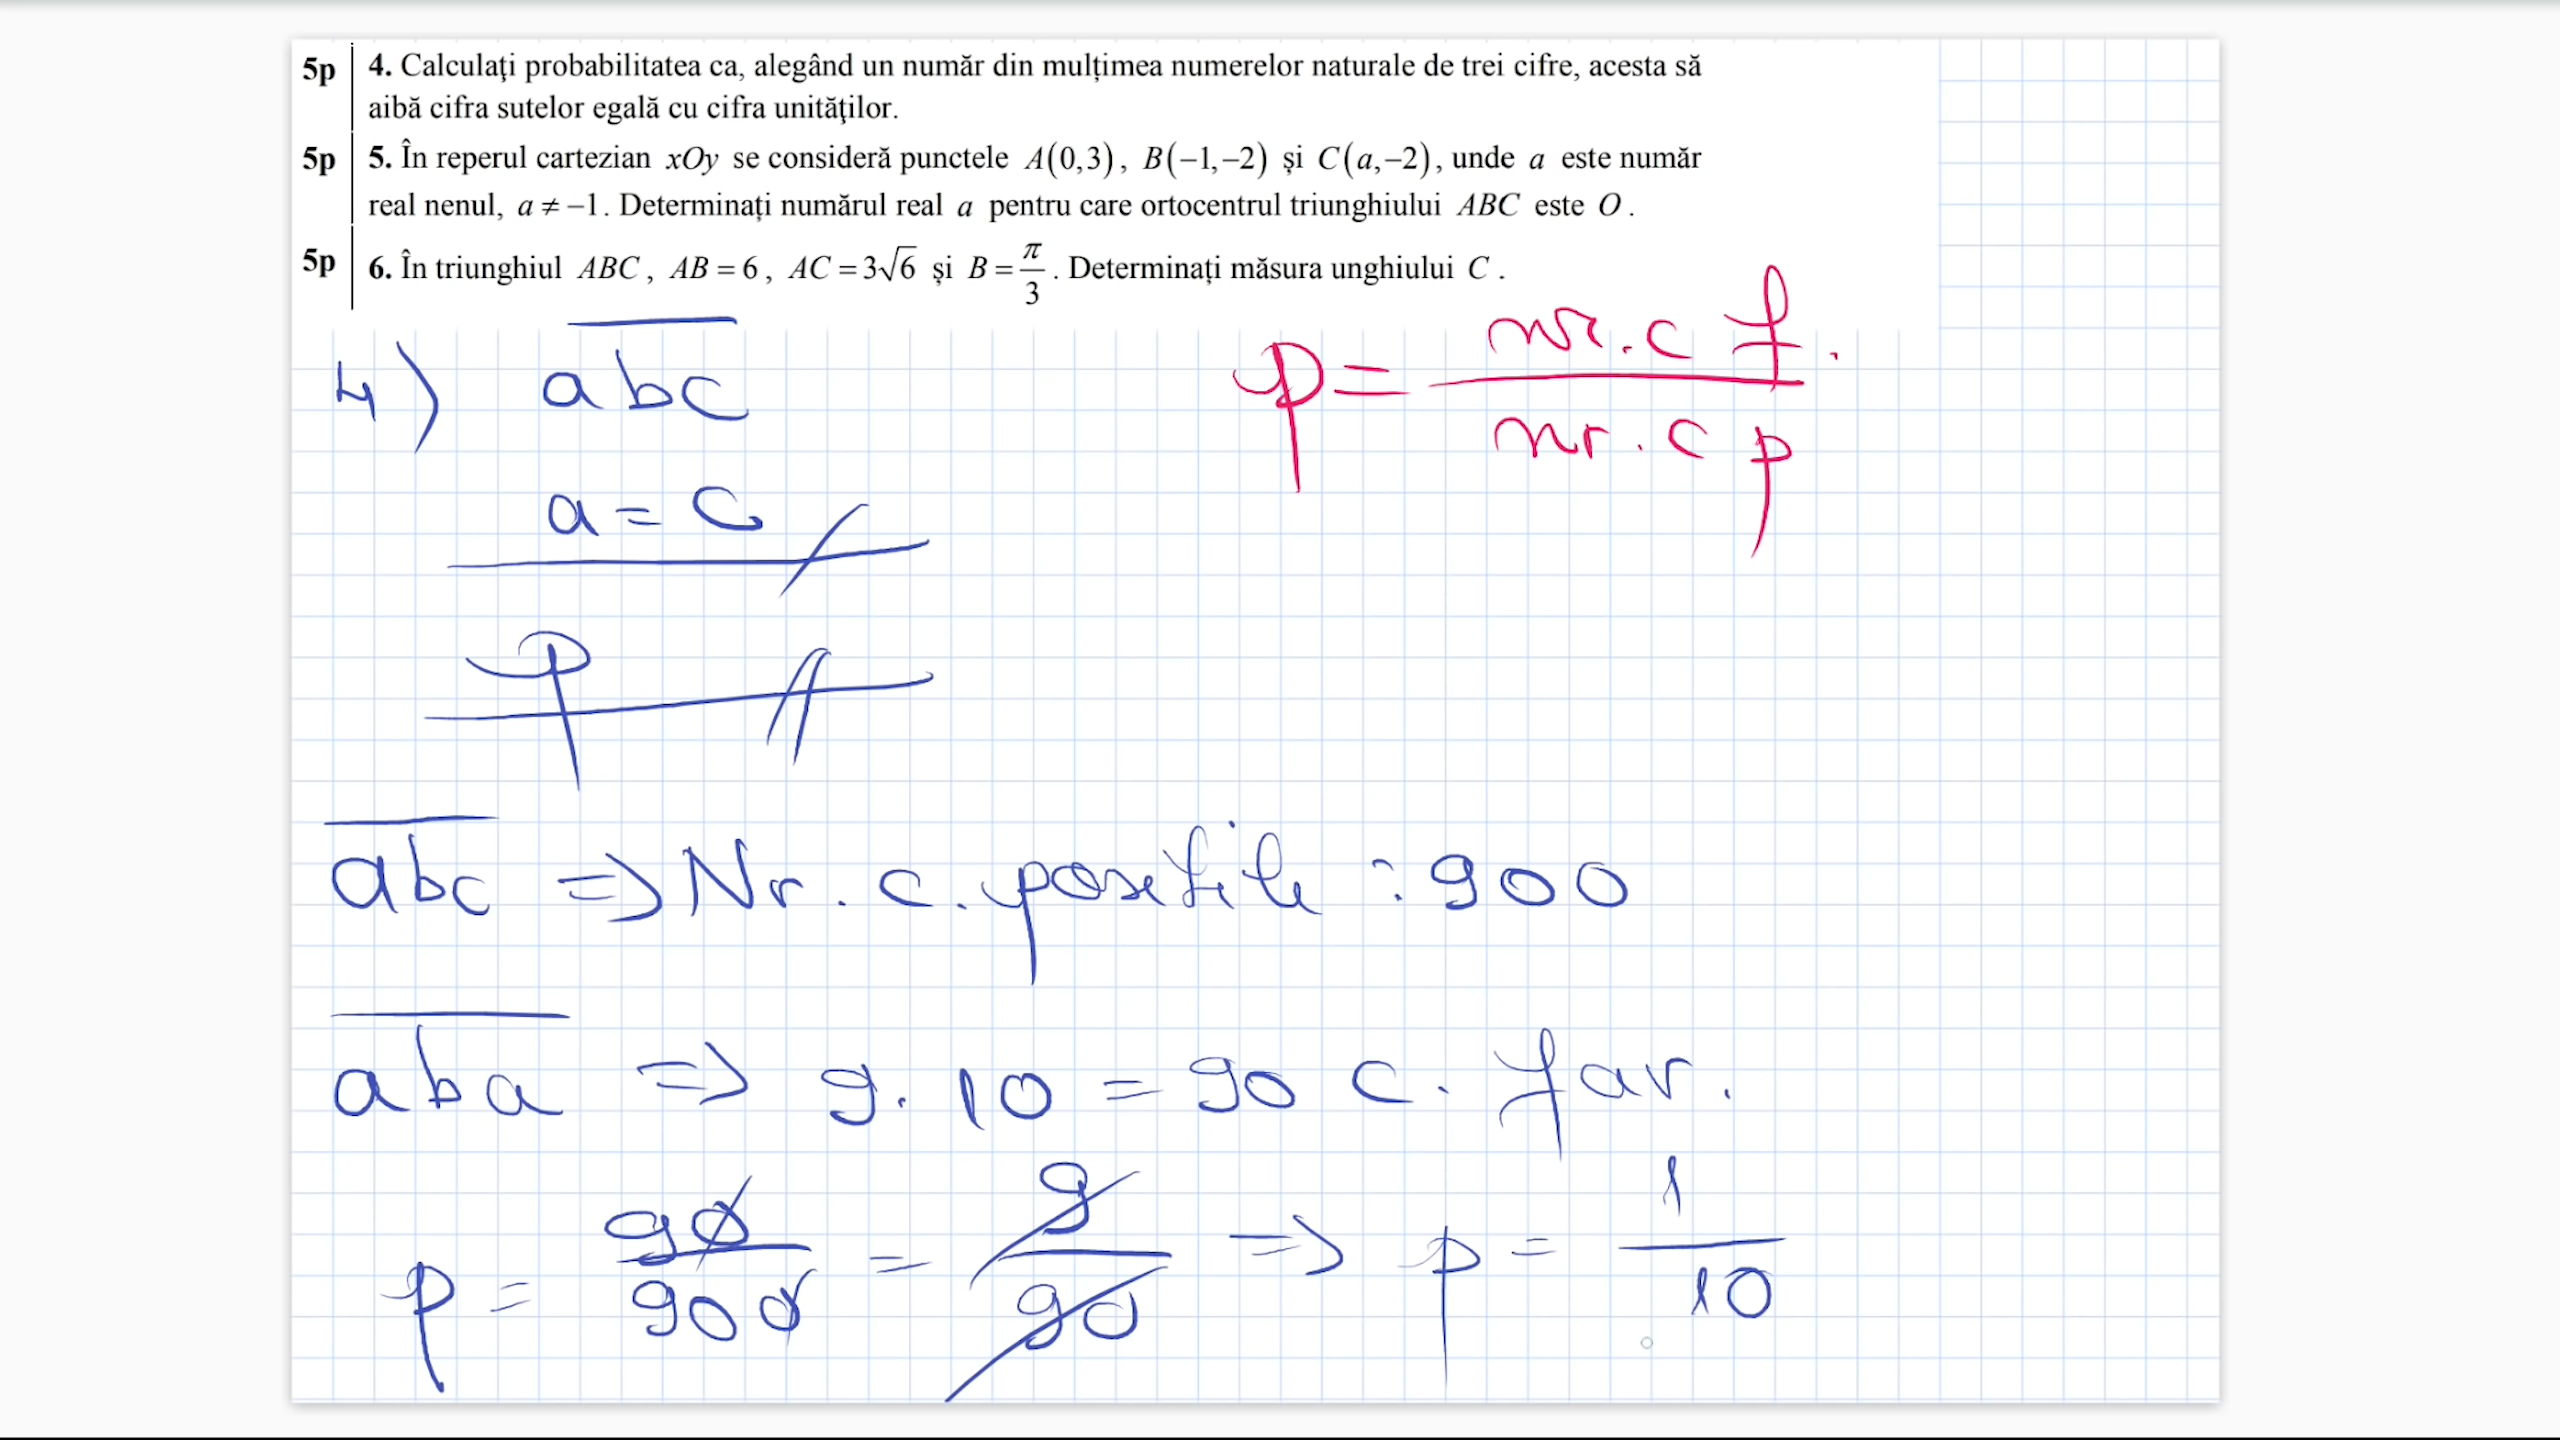 5p 4. Calculaţi probabilitatea ca, alegând un număr din mulțimea numerelor naturale de trei cifre, acesta să
aibă cifra sutelor egală cu cifra unităţilor.
5p 5. În reperul cartezian xOy se consideră punctele A(0,3), B(−1,−2) și C(a,−2), unde a este număr
real nenul, a ≠ −1. Determinați numărul real a pentru care ortocentrul triunghiului ABC este O.
5p 6. În triunghiul ABC, AB = 6, AC = 3√6 și B = π/3. Determinați măsura unghiului C.
4) abc
a = c
p
p = nr. c f. / nr. c p
abc => Nr. c. posibile : 900
aba => 9. 10 = 90 c. fav.
p = 90/900 = 9/90 => p = 1/10